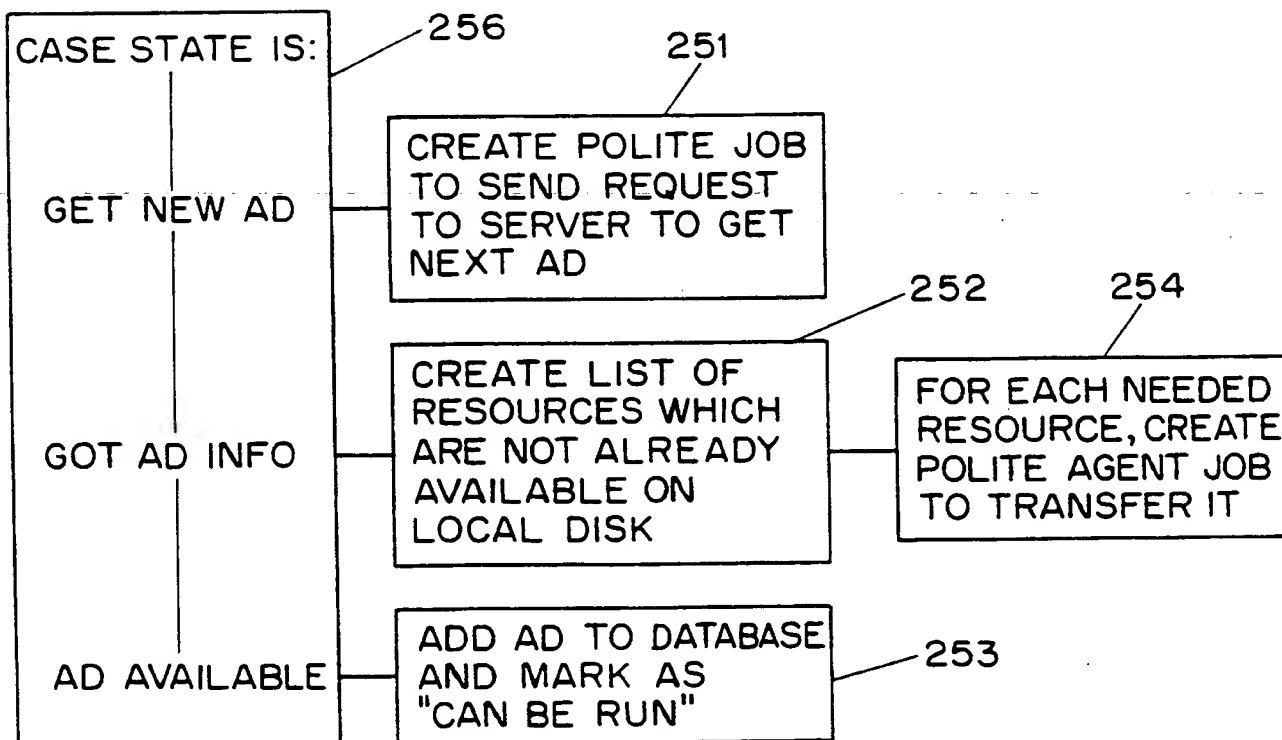 CASE STATE IS:
256
251
CREATE POLITE JOB
TO SEND REQUEST
TO SERVER TO GET
NEXT AD
GET NEW AD
252
254
CREATE LIST OF
RESOURCES WHICH
ARE NOT ALREADY
AVAILABLE ON
LOCAL DISK
FOR EACH NEEDED
RESOURCE, CREATE
POLITE AGENT JOB
TO TRANSFER IT
GOT AD INFO
ADD AD TO DATABASE
AND MARK AS
"CAN BE RUN"
253
AD AVAILABLE